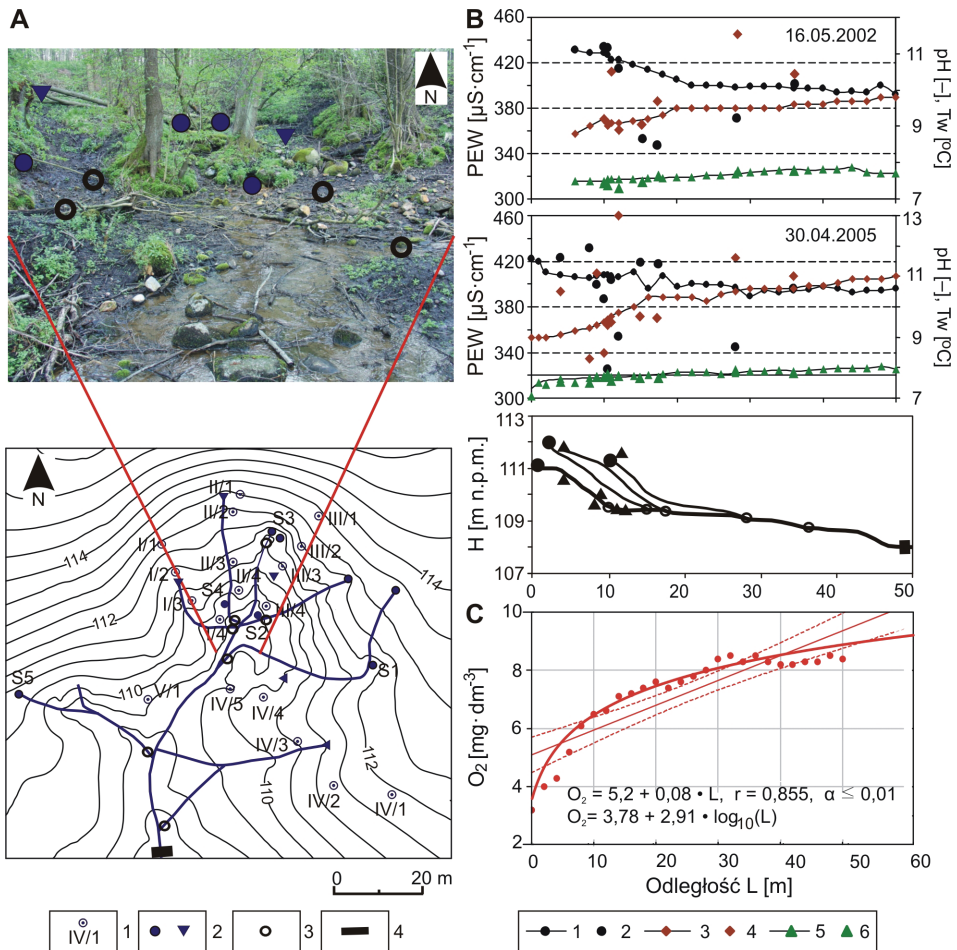 A
N
N
II/1
II/2
S3
III/1
I/1
III/2
114
II/3
I/2
II/4
III/3
114
I/3
S4
112
III/4
I/4
S2
S5
S1
110
V/1
IV/5
IV/4
IV/3
112
110
IV/2
IV/1
0 20 m
IV/1 1 2 3 4
B
460
420
380
340
300
PEW [µS·cm⁻¹]
16.05.2002
11
9
7
pH [–], Tw [ºC]
460
420
380
340
300
PEW [µS·cm⁻¹]
30.04.2005
13
11
9
7
pH [–], Tw [ºC]
113
111
109
107
H [m n.p.m.]
0 10 20 30 40 50
C
10
8
6
4
2
O₂ [mg· dm⁻³]
O₂ = 5,2 + 0,08 • L, r = 0,855, α ≤ 0,01
O₂= 3,78 + 2,91 • log₁₀(L)
0 10 20 30 40 50 60
Odległość L [m]
1 2 3 4 5 6